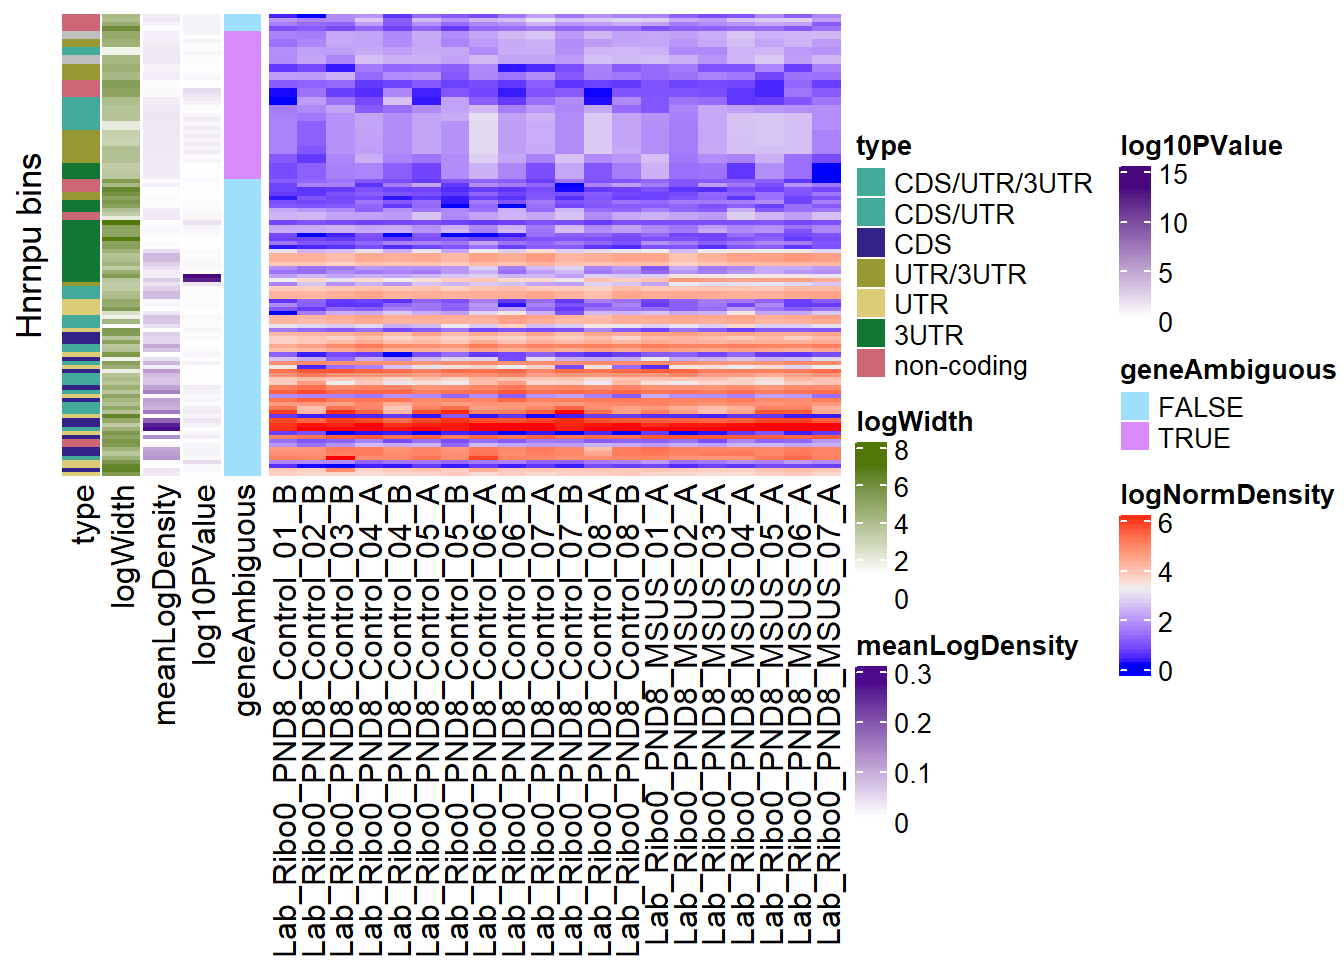 Hnrnpu bins
type
logWidth
meanLogDensity
log10PValue
geneAmbiguous
Lab_Ribo0_PND8_Control_01_B
Lab_Ribo0_PND8_Control_02_B
Lab_Ribo0_PND8_Control_03_B
Lab_Ribo0_PND8_Control_04_A
Lab_Ribo0_PND8_Control_04_B
Lab_Ribo0_PND8_Control_05_A
Lab_Ribo0_PND8_Control_05_B
Lab_Ribo0_PND8_Control_06_A
Lab_Ribo0_PND8_Control_06_B
Lab_Ribo0_PND8_Control_07_A
Lab_Ribo0_PND8_Control_07_B
Lab_Ribo0_PND8_Control_08_A
Lab_Ribo0_PND8_Control_08_B
Lab_Ribo0_PND8_MSUS_01_A
Lab_Ribo0_PND8_MSUS_02_A
Lab_Ribo0_PND8_MSUS_03_A
Lab_Ribo0_PND8_MSUS_04_A
Lab_Ribo0_PND8_MSUS_05_A
Lab_Ribo0_PND8_MSUS_06_A
Lab_Ribo0_PND8_MSUS_07_A
type
CDS/UTR/3UTR
CDS/UTR
CDS
UTR/3UTR
UTR
3UTR
non-coding
logWidth
8
6
4
2
0
meanLogDensity
0.3
0.2
0.1
0
log10PValue
15
10
5
0
geneAmbiguous
FALSE
TRUE
logNormDensity
6
4
2
0